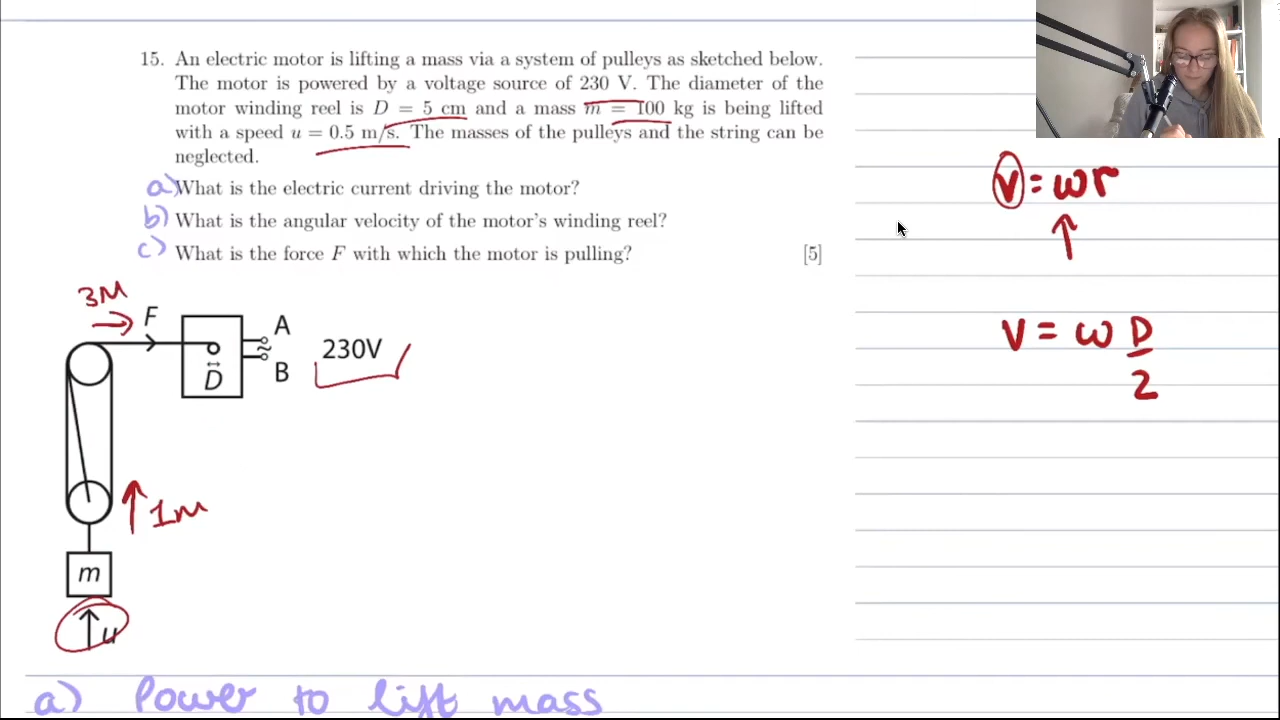 15. An electric motor is lifting a mass via a system of pulleys as sketched below.
The motor is powered by a voltage source of 230 V. The diameter of the
motor winding reel is D = 5 cm and a mass m = 100 kg is being lifted
with a speed u = 0.5 m/s. The masses of the pulleys and the string can be
neglected.
a) What is the electric current driving the motor?
b) What is the angular velocity of the motor's winding reel?
c) What is the force F with which the motor is pulling? [5]
3M
F
A
230V
D
B
1m
m
u
V = ωr
V = ω D/2
a) Power to lift mass